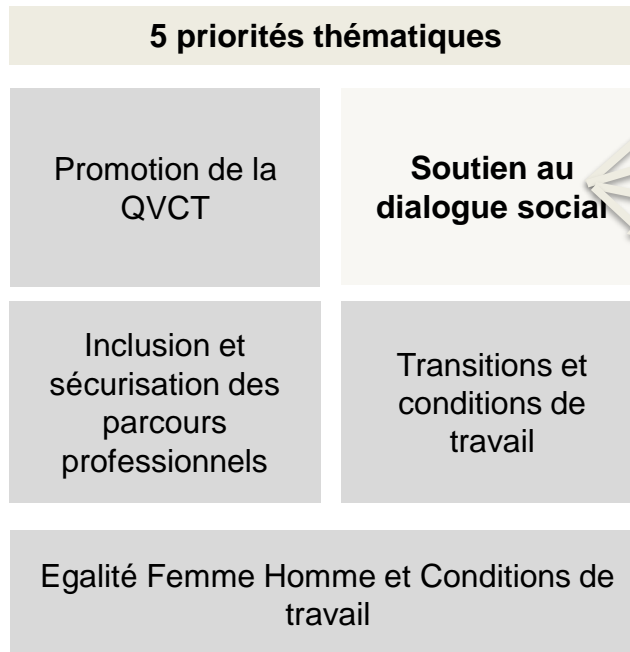 5 priorités thématiques
Promotion de la
QVCT
Soutien au
dialogue social
Inclusion et
sécurisation des
parcours
professionnels
Transitions et
conditions de
travail
Egalité Femme Homme et Conditions de
travail